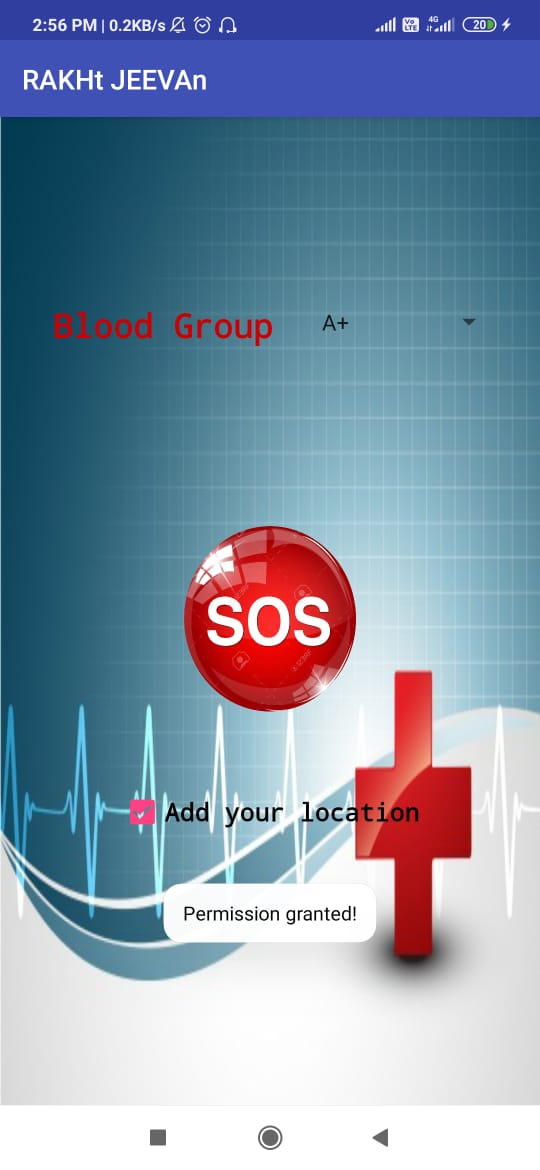 2:56 PM | 0.2KB/s
Vo LTE
4G
20
RAKHt JEEVAn
Blood Group
A+
SOS
Add your location
Permission granted!